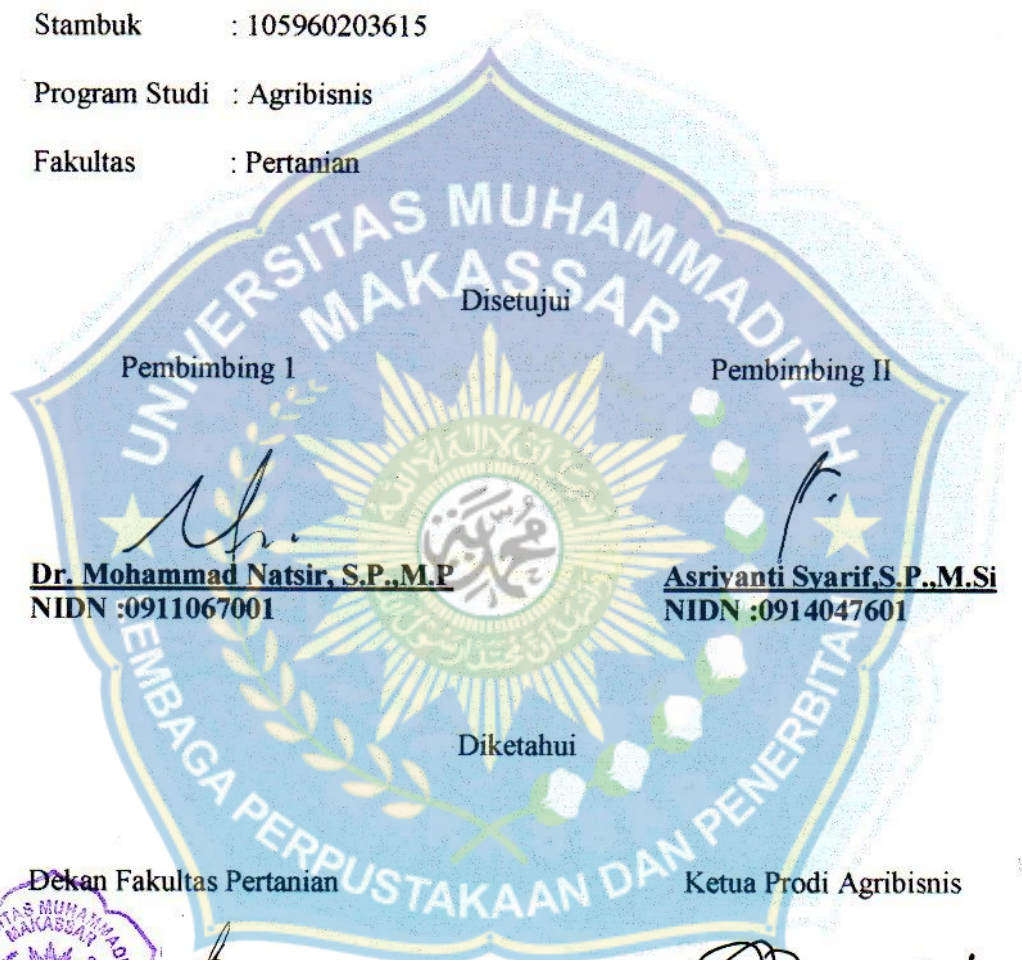 Stambuk : 105960203615
Program Studi : Agribisnis
Fakultas : Pertanian
UNIVERSITAS MUHAMMADIYAH
MAKASSAR
Disetujui
Pembimbing 1 Pembimbing II
Dr. Mohammad Natsir, S.P.,M.P Asriyanti Syarif,S.P.,M.Si
NIDN :0911067001 NIDN :0914047601
Diketahui
LEMBAGA PERPUSTAKAAN DAN PENERBITAN
Dekan Fakultas Pertanian Ketua Prodi Agribisnis